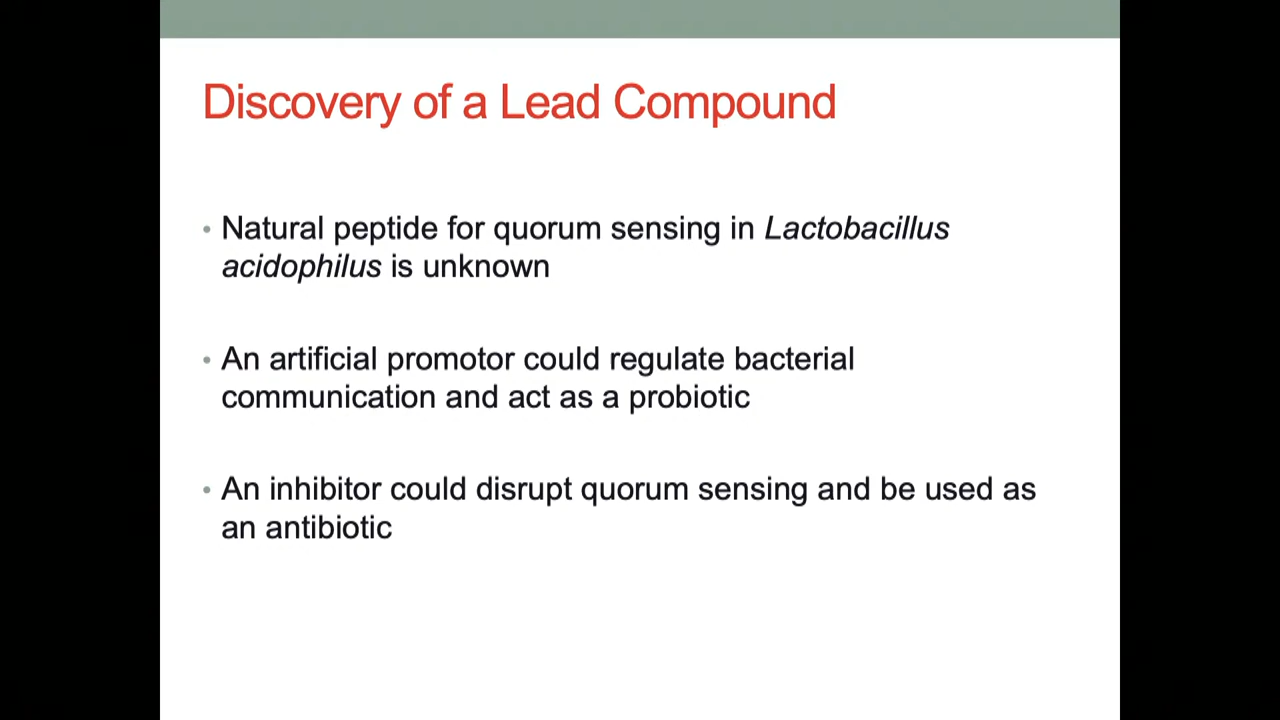 Discovery of a Lead Compound
• Natural peptide for quorum sensing in Lactobacillus
acidophilus is unknown
• An artificial promotor could regulate bacterial
communication and act as a probiotic
• An inhibitor could disrupt quorum sensing and be used as
an antibiotic